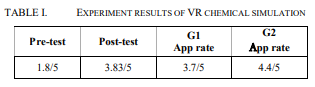 TABLE I. EXPERIMENT RESULTS OF VR CHEMICAL SIMULATION
Pre-test Post-test G1 App rate G2 App rate
1.8/5 3.83/5 3.7/5 4.4/5